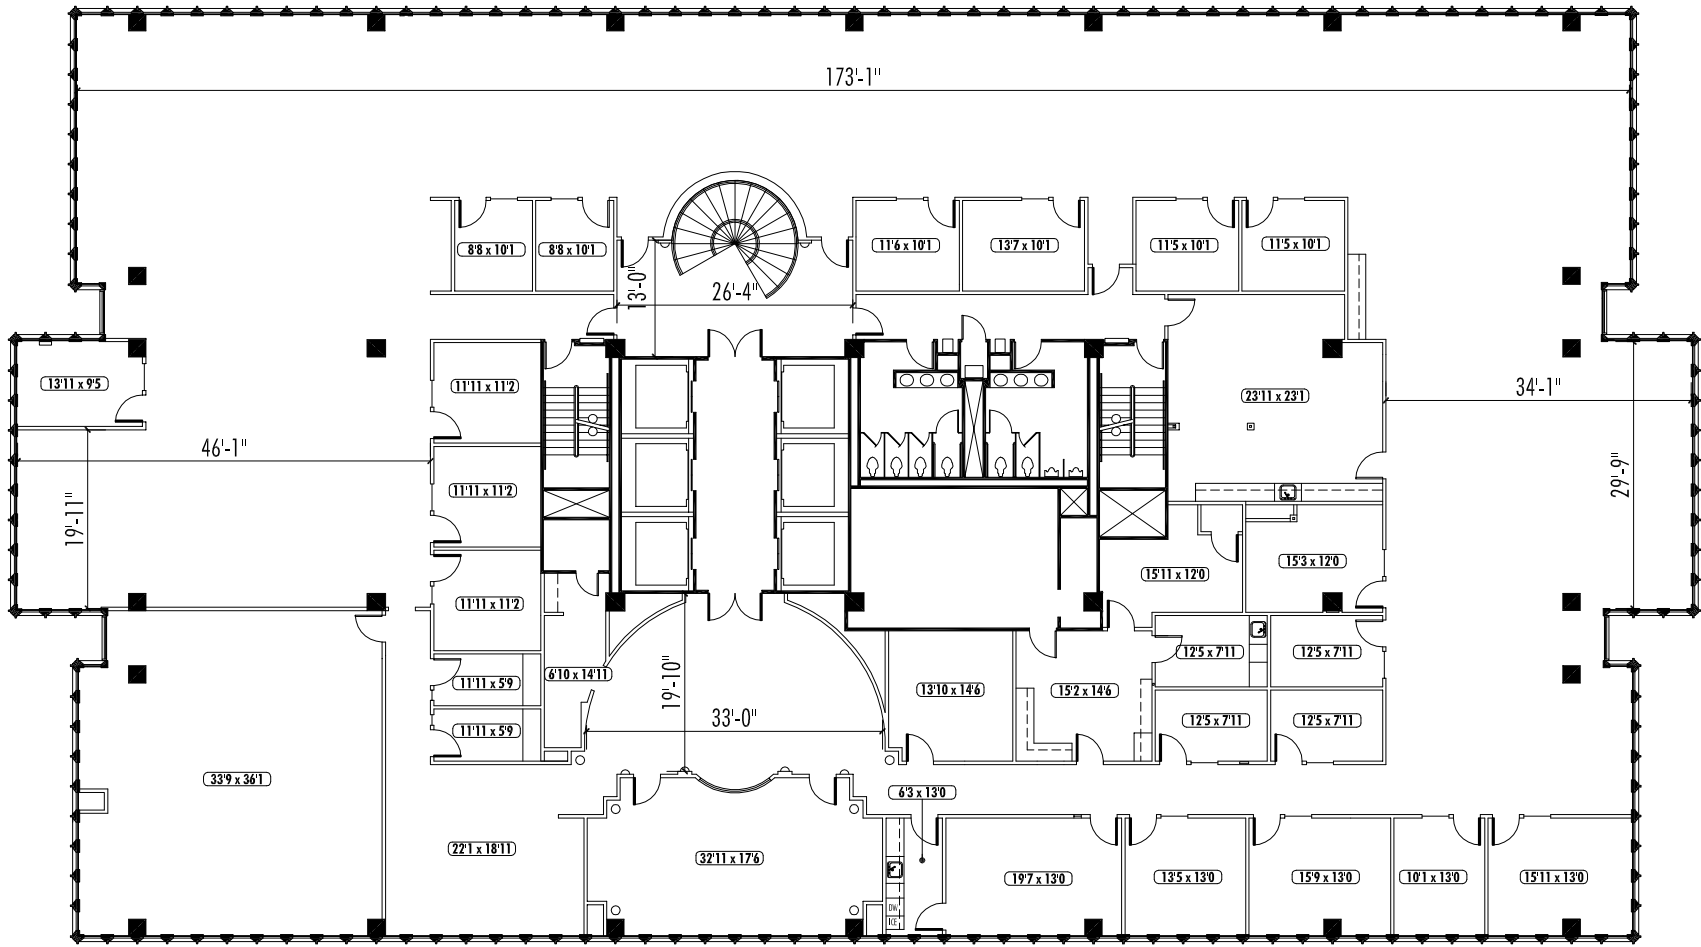 173'-1"
8'8 x 10'1
8'8 x 10'1
11'6 x 10'1
13'7 x 10'1
11'5 x 10'1
11'5 x 10'1
13'-0"
26'-4"
13'11 x 9'5
11'11 x 11'2
23'11 x 23'1
34'-1"
46'-1"
29'-9"
11'11 x 11'2
19'-11"
15'11 x 12'0
15'3 x 12'0
11'11 x 11'2
12'5 x 7'11
12'5 x 7'11
6'10 x 14'11
11'11 x 5'9
19'-10"
13'10 x 14'6
15'2 x 14'6
33'-0"
12'5 x 7'11
12'5 x 7'11
11'11 x 5'9
33'9 x 36'1
6'3 x 13'0
22'1 x 18'11
32'11 x 17'6
19'7 x 13'0
13'5 x 13'0
15'9 x 13'0
10'1 x 13'0
15'11 x 13'0
DW
ICE